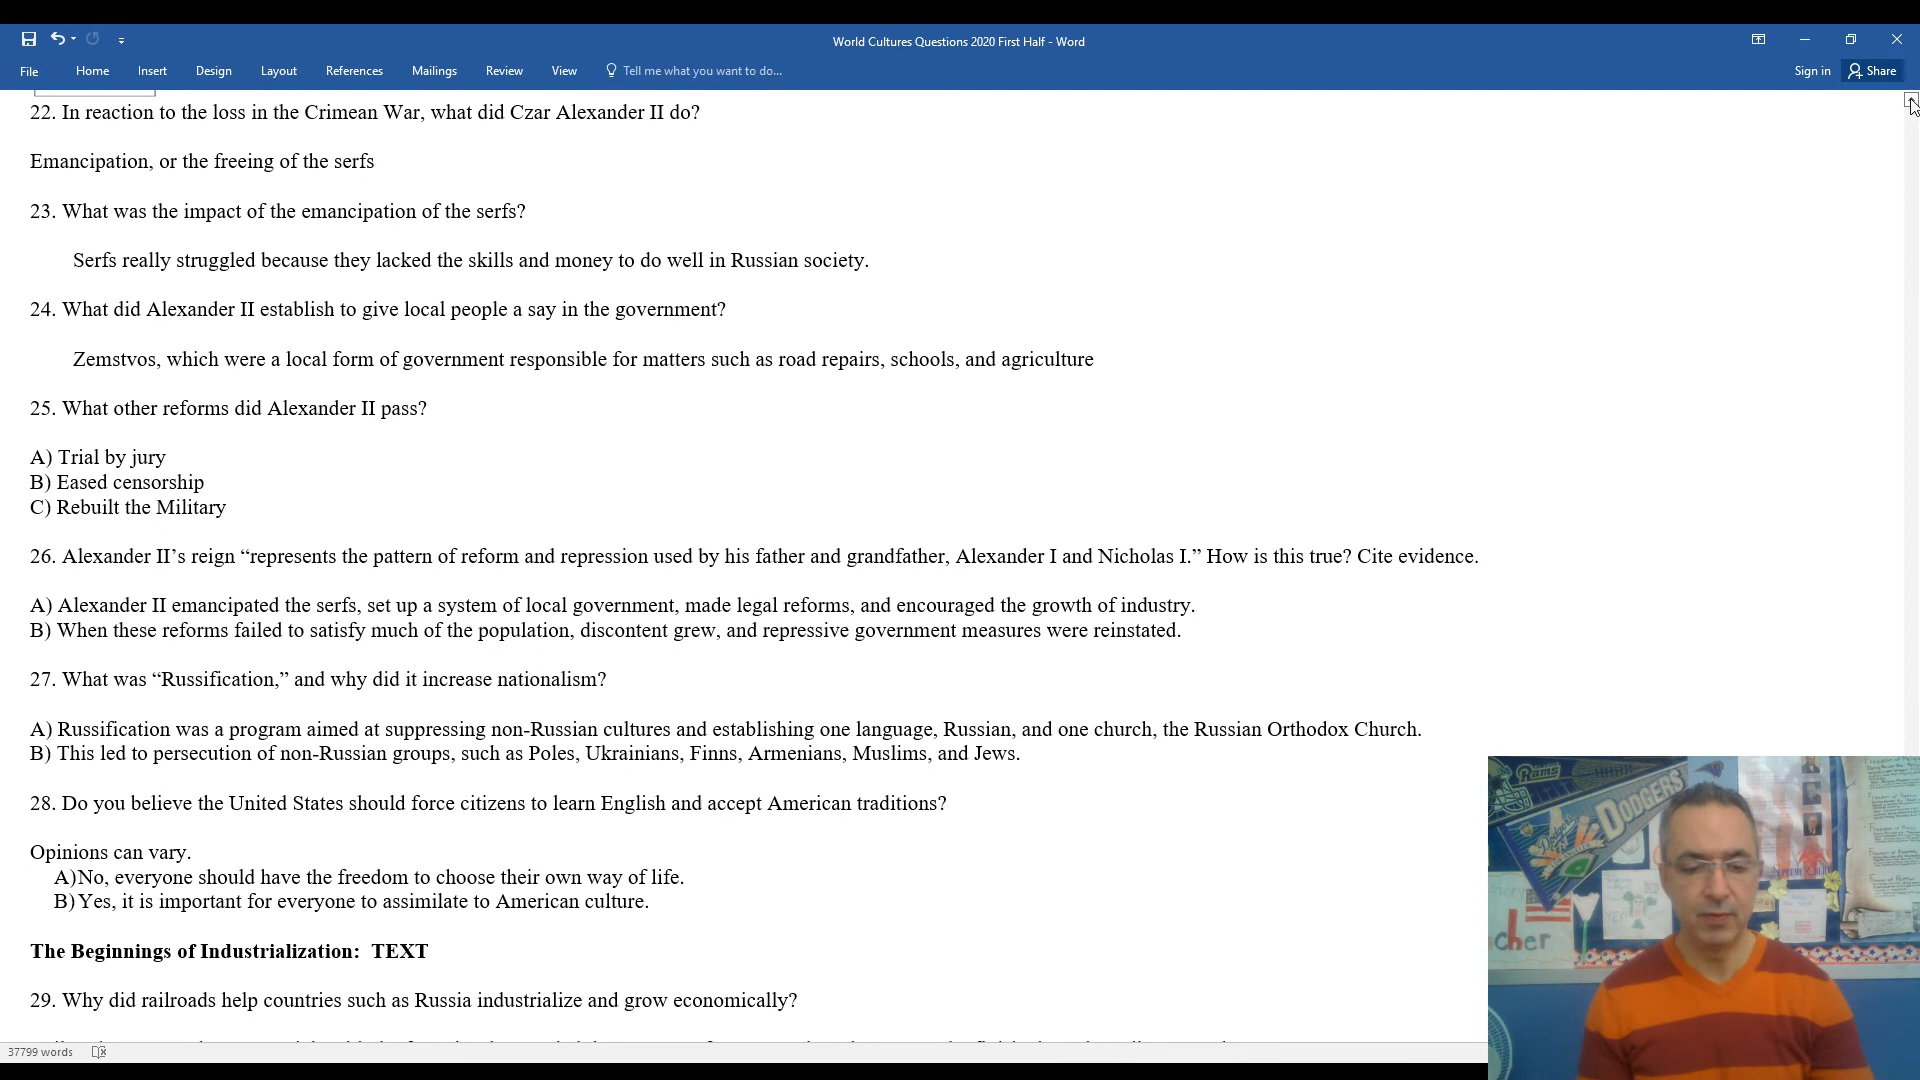 World Cultures Questions 2020 First Half - Word
File Home Insert Design Layout References Mailings Review View Tell me what you want to do... Sign in Share
22. In reaction to the loss in the Crimean War, what did Czar Alexander II do?
Emancipation, or the freeing of the serfs
23. What was the impact of the emancipation of the serfs?
Serfs really struggled because they lacked the skills and money to do well in Russian society.
24. What did Alexander II establish to give local people a say in the government?
Zemstvos, which were a local form of government responsible for matters such as road repairs, schools, and agriculture
25. What other reforms did Alexander II pass?
A) Trial by jury
B) Eased censorship
C) Rebuilt the Military
26. Alexander II’s reign “represents the pattern of reform and repression used by his father and grandfather, Alexander I and Nicholas I.” How is this true? Cite evidence.
A) Alexander II emancipated the serfs, set up a system of local government, made legal reforms, and encouraged the growth of industry.
B) When these reforms failed to satisfy much of the population, discontent grew, and repressive government measures were reinstated.
27. What was “Russification,” and why did it increase nationalism?
A) Russification was a program aimed at suppressing non-Russian cultures and establishing one language, Russian, and one church, the Russian Orthodox Church.
B) This led to persecution of non-Russian groups, such as Poles, Ukrainians, Finns, Armenians, Muslims, and Jews.
28. Do you believe the United States should force citizens to learn English and accept American traditions?
Opinions can vary.
A) No, everyone should have the freedom to choose their own way of life.
B) Yes, it is important for everyone to assimilate to American culture.
The Beginnings of Industrialization: TEXT
29. Why did railroads help countries such as Russia industrialize and grow economically?
37799 words
Rams
DODGERS
Dodgers
cher